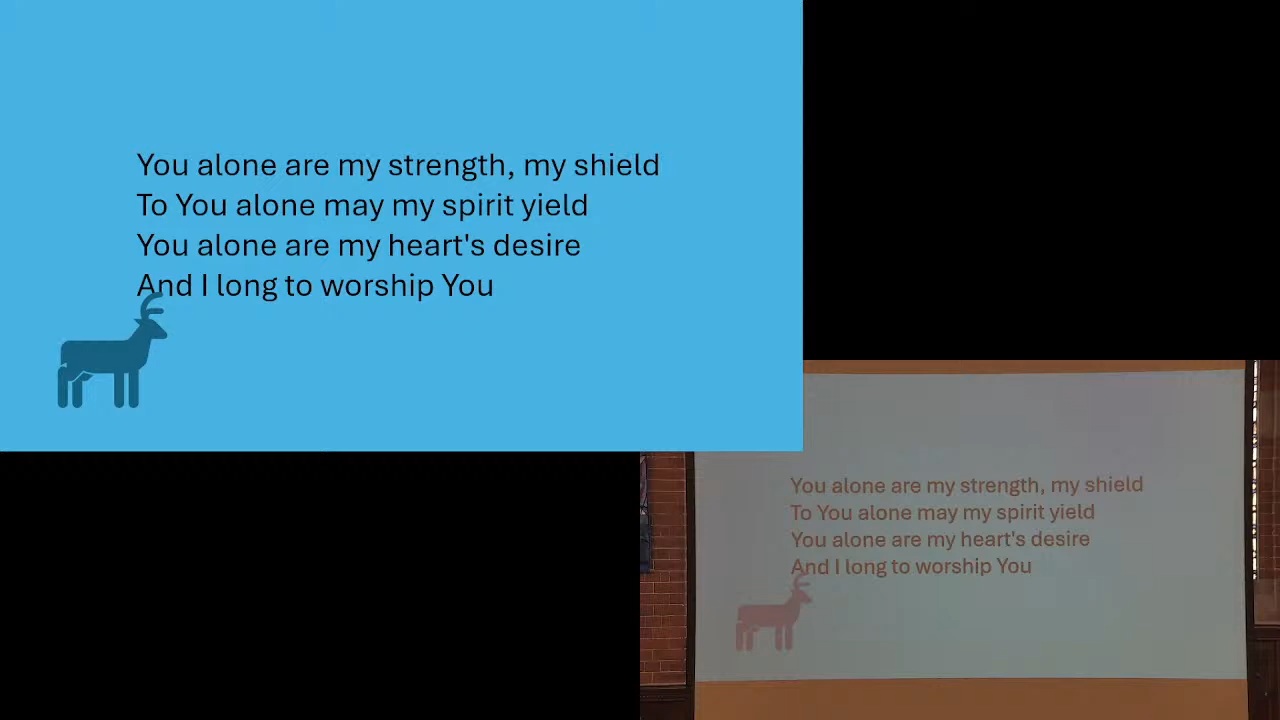 You alone are my strength, my shield
To You alone may my spirit yield
You alone are my heart's desire
And I long to worship You
You alone are my strength, my shield
To You alone may my spirit yield
You alone are my heart's desire
And I long to worship You